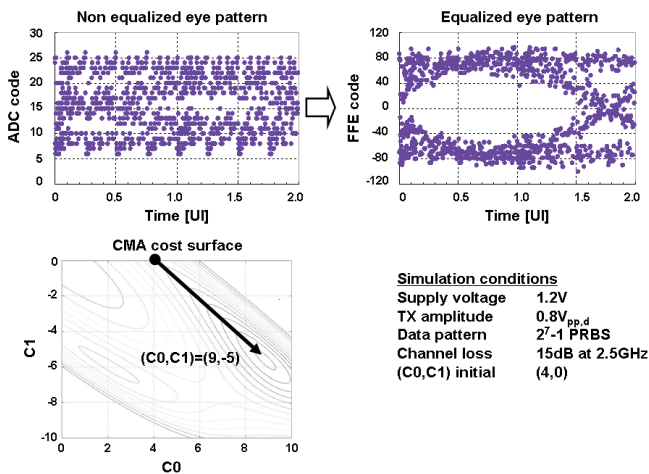 Non equalized eye pattern
30
25
20
15
10
5
0
ADC code
0 0.5 1.0 1.5 2.0
Time [UI]
Equalized eye pattern
120
80
40
0
-40
-80
-120
FFE code
0 0.5 1.0 1.5 2.0
Time [UI]
CMA cost surface
0
-2
-4
-6
-8
-10
C1
(C0,C1)=(9,-5)
0 2 4 6 8 10
C0
Simulation conditions
Supply voltage 1.2V
TX amplitude 0.8Vpp,d
Data pattern 2⁷-1 PRBS
Channel loss 15dB at 2.5GHz
(C0,C1) initial (4,0)